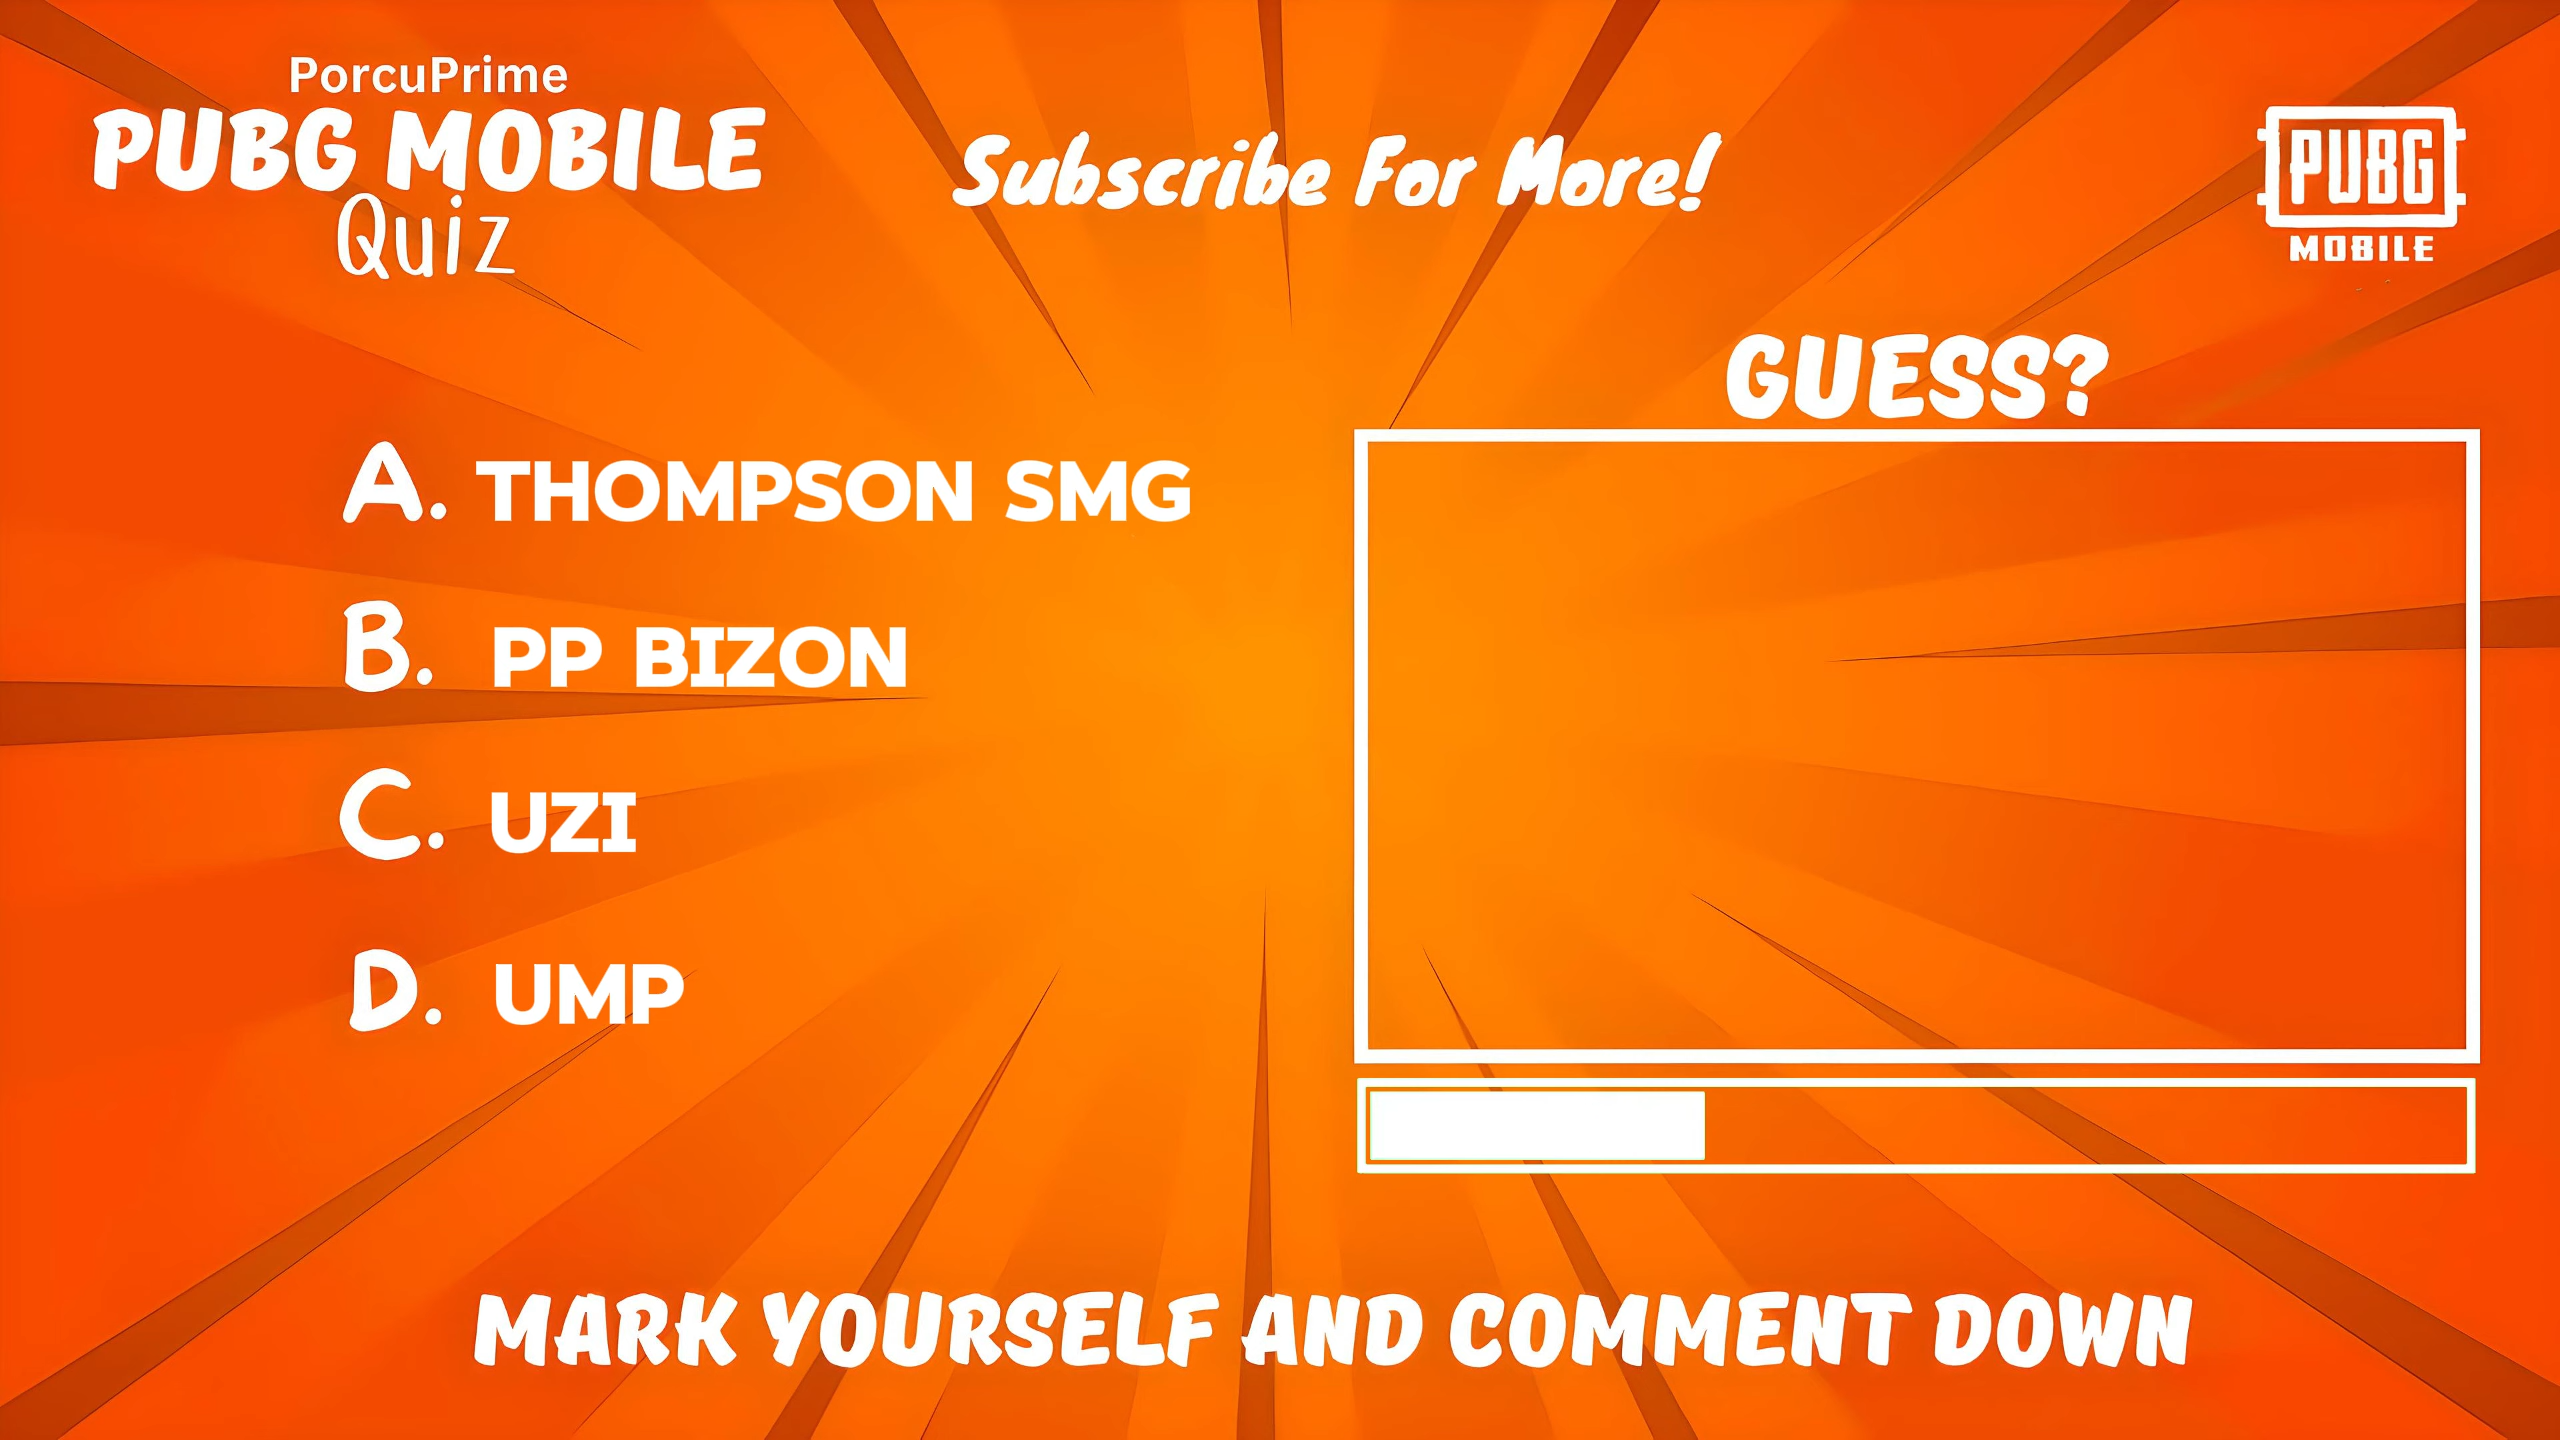 PorcuPrime
PUBG MOBILE
Quiz
Subscribe For More!
PUBG
MOBILE
GUESS?
A. THOMPSON SMG
B. PP BIZON
C. UZI
D. UMP
MARK YOURSELF AND COMMENT DOWN